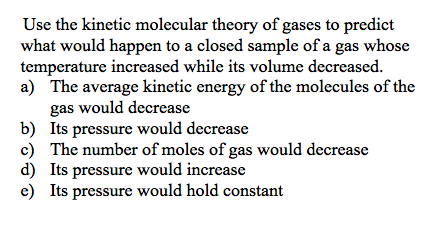 Use the kinetic molecular theory of gases to predict
what would happen to a closed sample of a gas whose
temperature increased while its volume decreased.
a) The average kinetic energy of the molecules of the
gas would decrease
b) Its pressure would decrease
c) The number of moles of gas would decrease
d) Its pressure would increase
e) Its pressure would hold constant